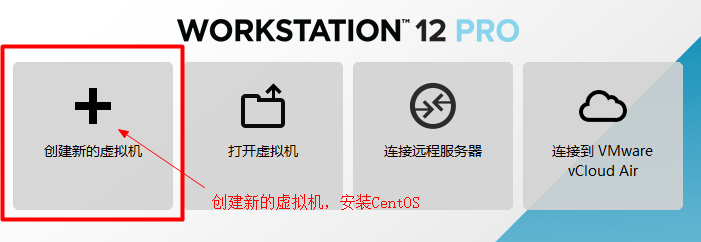 WORKSTATION™ 12 PRO
创建新的虚拟机
打开虚拟机
连接远程服务器
连接到 VMware
vCloud Air
创建新的虚拟机，安装CentOS